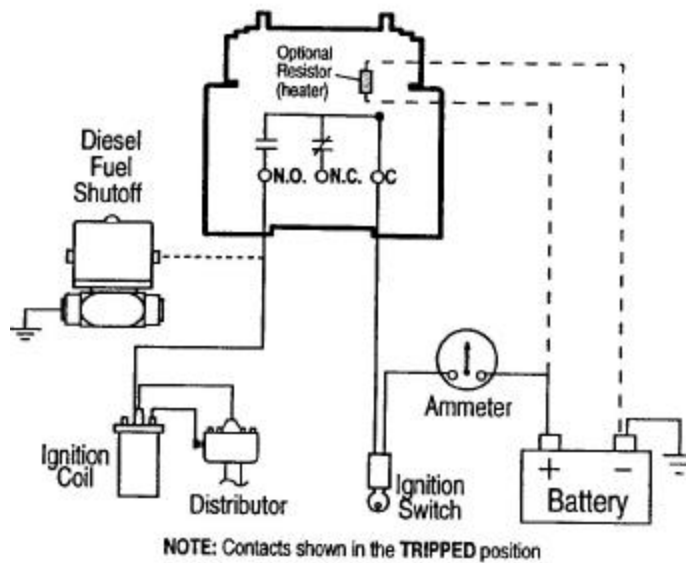 Optional
Resistor
(heater)
Diesel
Fuel
Shutoff
N.O. N.C. C
Ammeter
Ignition
Coil
Distributor
Ignition
Switch
+ −
Battery
NOTE: Contacts shown in the TRIPPED position